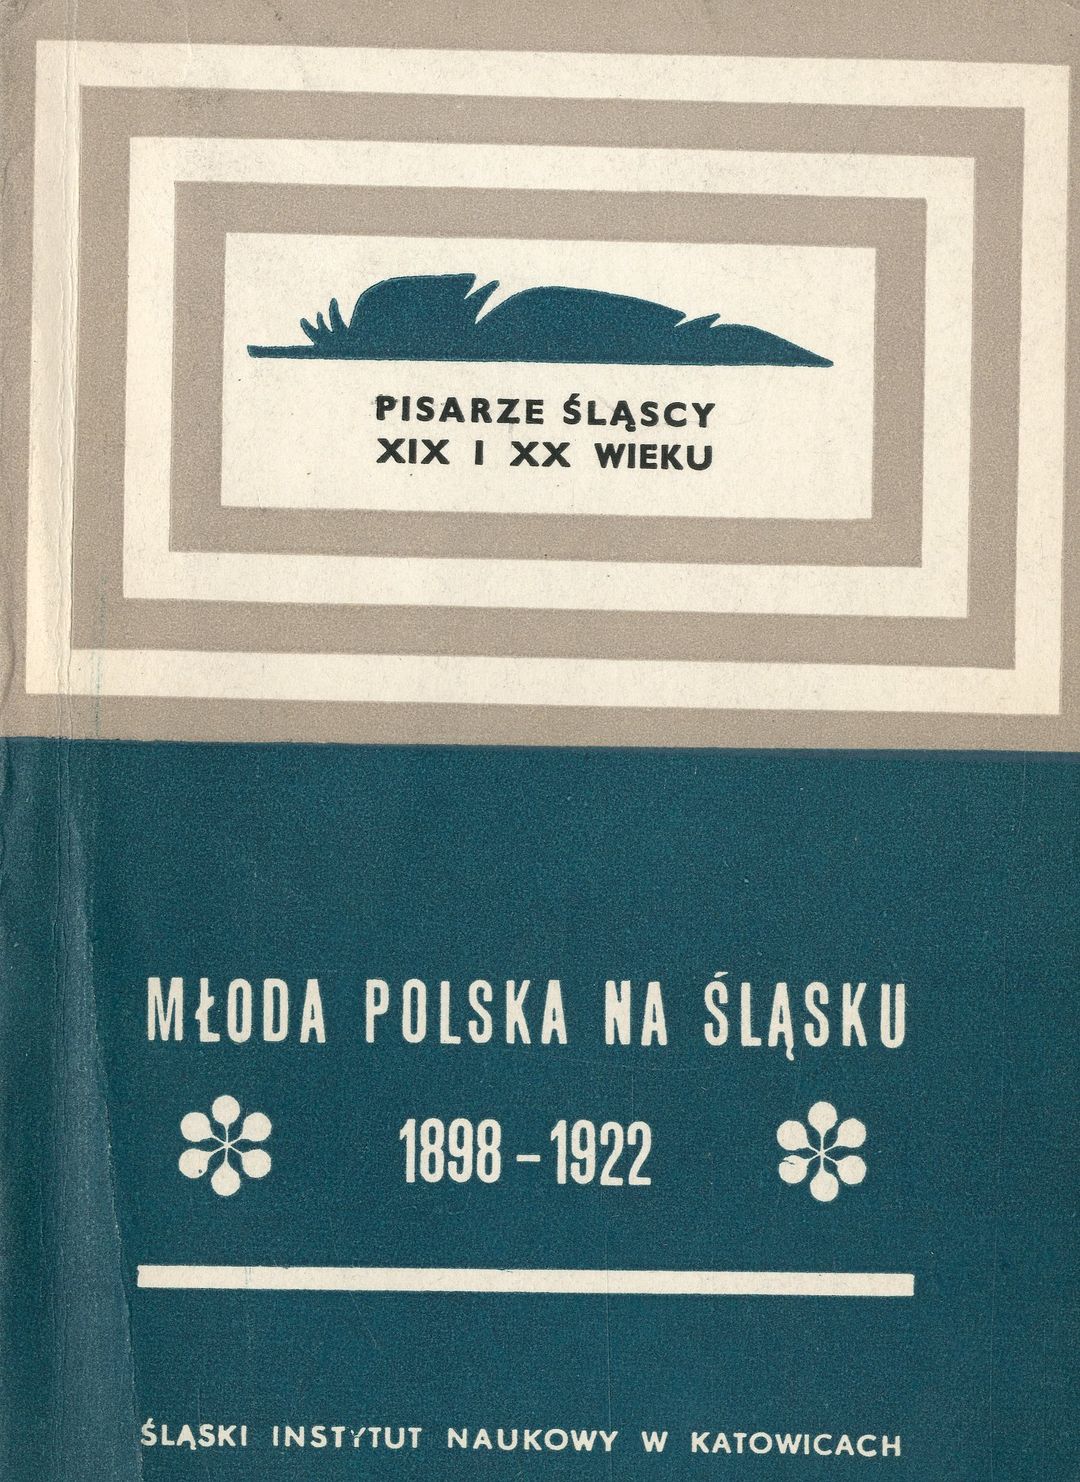 PISARZE ŚLĄSCY
XIX I XX WIEKU
MŁODA POLSKA NA ŚLĄSKU
1898 – 1922
ŚLĄSKI INSTYTUT NAUKOWY W KATOWICACH